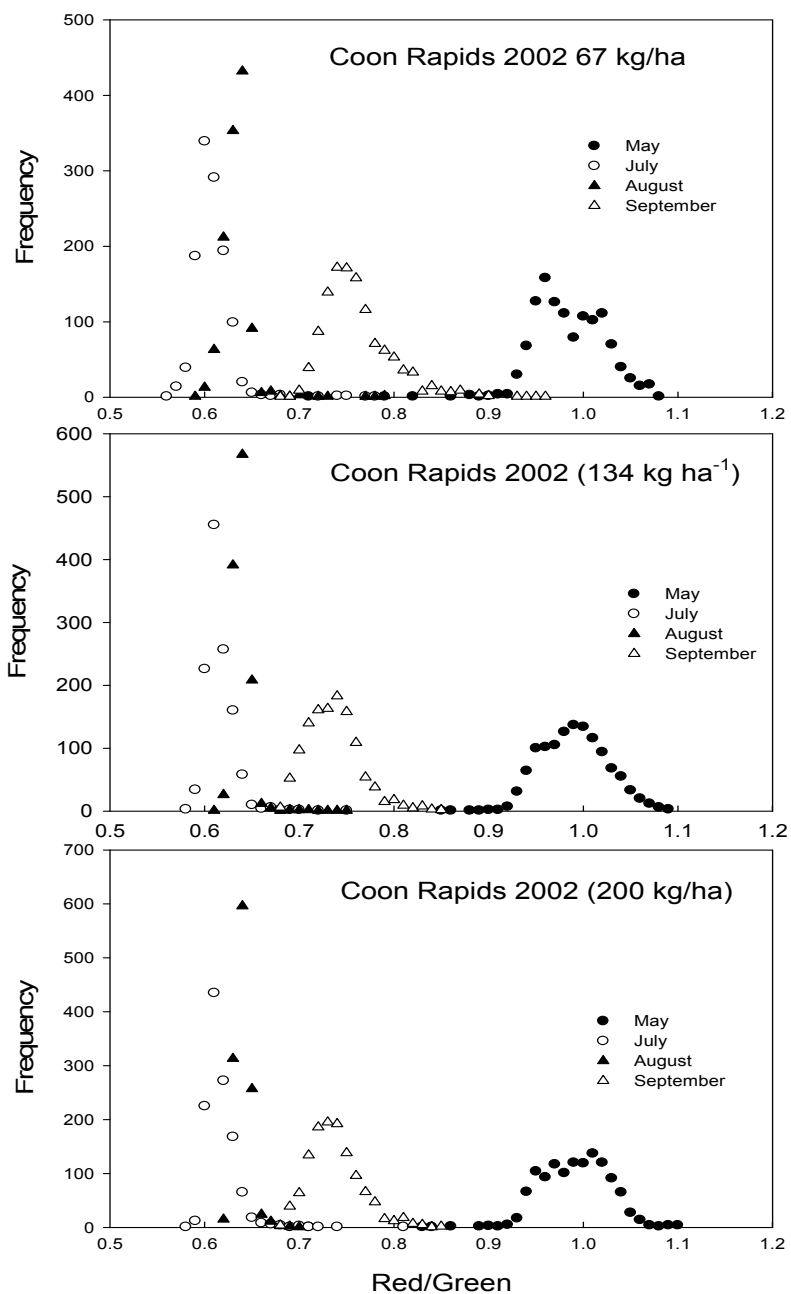 500
Coon Rapids 2002 67 kg/ha
400
May
July
August
September
300
Frequency
200
100
0
0.5 0.6 0.7 0.8 0.9 1.0 1.1 1.2
600
Coon Rapids 2002 (134 kg ha-1)
500
400
May
July
August
September
Frequency
300
200
100
0
0.5 0.6 0.7 0.8 0.9 1.0 1.1 1.2
700
Coon Rapids 2002 (200 kg/ha)
600
500
400
May
July
August
September
Frequency
300
200
100
0
0.5 0.6 0.7 0.8 0.9 1.0 1.1 1.2
Red/Green